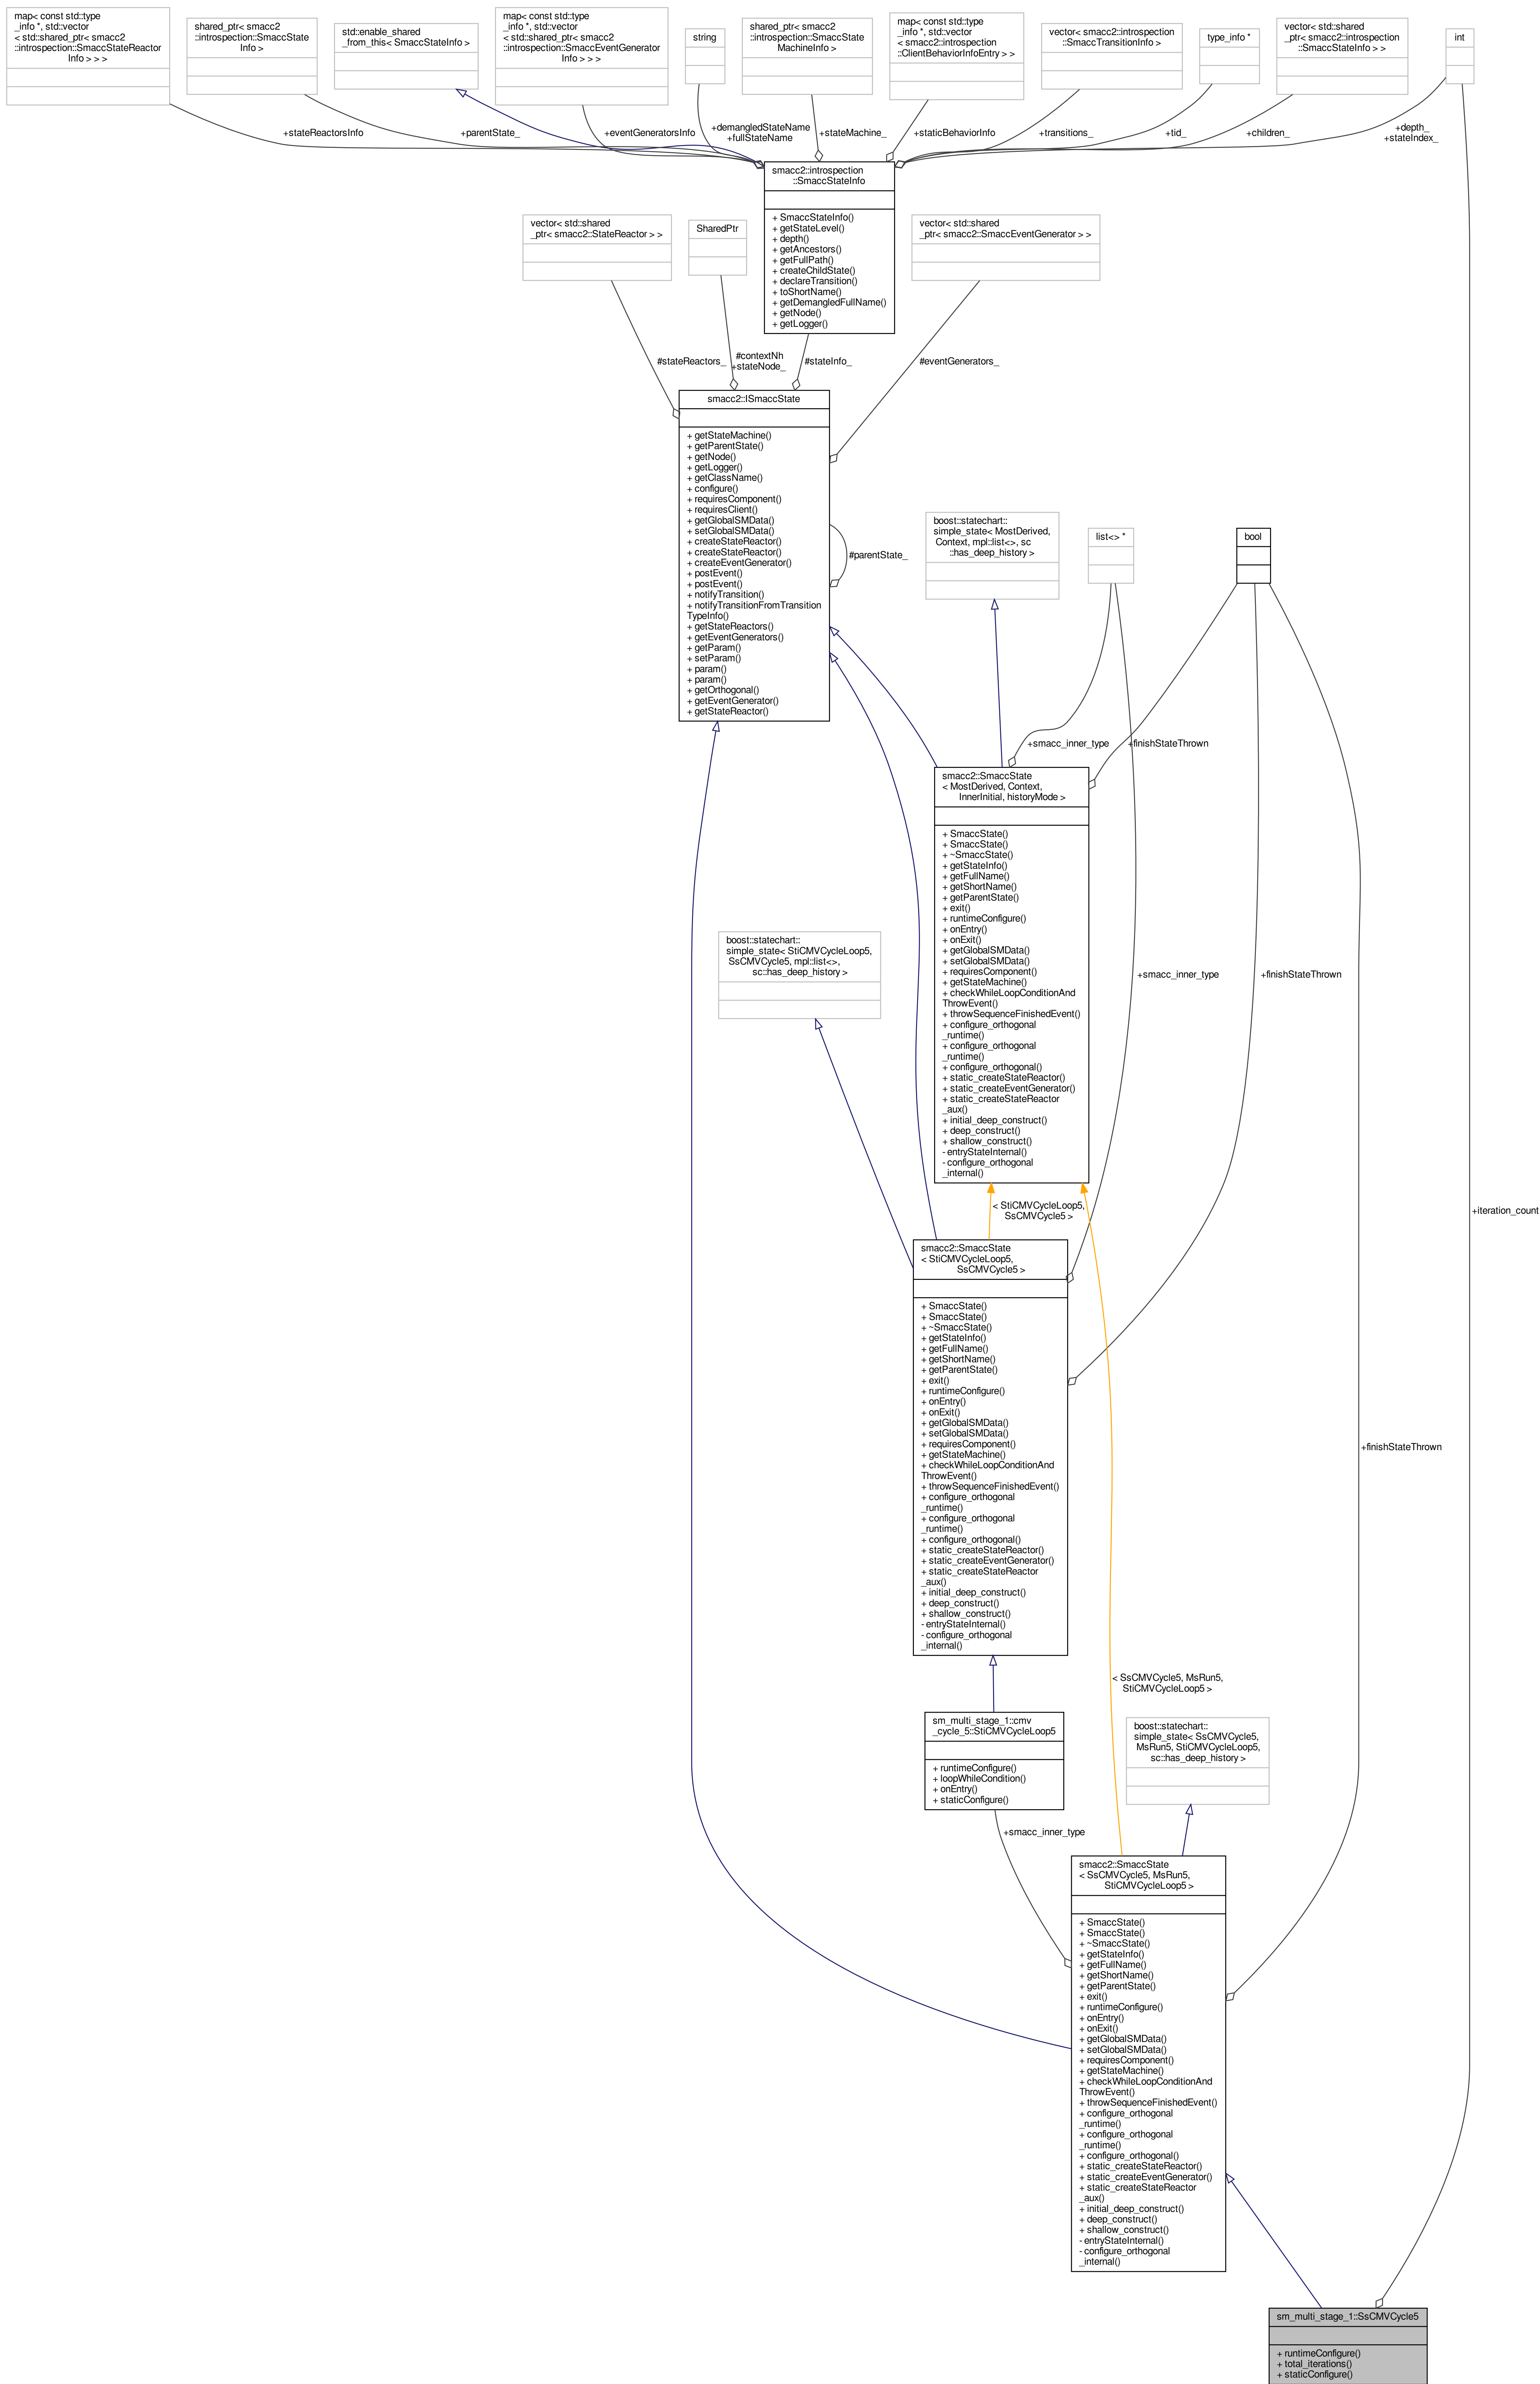 map< const std::type
_info *, std::vector
< std::shared_ptr< smacc2
::introspection::SmaccStateReactor
Info > > >
shared_ptr< smacc2
::introspection::SmaccState
Info >
std::enable_shared
_from_this< SmaccStateInfo >
map< const std::type
_info *, std::vector
< std::shared_ptr< smacc2
::introspection::SmaccEventGenerator
Info > > >
string
shared_ptr< smacc2
::introspection::SmaccState
MachineInfo >
map< const std::type
_info *, std::vector
< smacc2::introspection
::ClientBehaviorInfoEntry > >
vector< smacc2::introspection
::SmaccTransitionInfo >
type_info *
vector< std::shared
_ptr< smacc2::introspection
::SmaccStateInfo > >
int
+stateReactorsInfo
+parentState_
+eventGeneratorsInfo
+demangledStateName
+fullStateName
+stateMachine_
+staticBehaviorInfo
+transitions_
+tid_
+children_
+depth_
+stateIndex_
smacc2::introspection
::SmaccStateInfo
+ SmaccStateInfo()
+ getStateLevel()
+ depth()
+ getAncestors()
+ getFullPath()
+ createChildState()
+ declareTransition()
+ toShortName()
+ getDemangledFullName()
+ getNode()
+ getLogger()
vector< std::shared
_ptr< smacc2::StateReactor > >
SharedPtr
vector< std::shared
_ptr< smacc2::SmaccEventGenerator > >
#stateReactors_
#contextNh
+stateNode_
#stateInfo_
#eventGenerators_
smacc2::ISmaccState
+ getStateMachine()
+ getParentState()
+ getNode()
+ getLogger()
+ getClassName()
+ configure()
+ requiresComponent()
+ requiresClient()
+ getGlobalSMData()
+ setGlobalSMData()
+ createStateReactor()
+ createStateReactor()
+ createEventGenerator()
+ postEvent()
+ postEvent()
+ notifyTransition()
+ notifyTransitionFromTransition
TypeInfo()
+ getStateReactors()
+ getEventGenerators()
+ getParam()
+ setParam()
+ param()
+ param()
+ getOrthogonal()
+ getEventGenerator()
+ getStateReactor()
#parentState_
boost::statechart::
simple_state< MostDerived,
Context, mpl::list<>, sc
::has_deep_history >
list<> *
bool
+smacc_inner_type
+finishStateThrown
smacc2::SmaccState
< MostDerived, Context,
InnerInitial, historyMode >
+ SmaccState()
+ SmaccState()
+ ~SmaccState()
+ getStateInfo()
+ getFullName()
+ getShortName()
+ getParentState()
+ exit()
+ runtimeConfigure()
+ onEntry()
+ onExit()
+ getGlobalSMData()
+ setGlobalSMData()
+ requiresComponent()
+ getStateMachine()
+ checkWhileLoopConditionAnd
ThrowEvent()
+ throwSequenceFinishedEvent()
+ configure_orthogonal
_runtime()
+ configure_orthogonal
_runtime()
+ configure_orthogonal()
+ static_createStateReactor()
+ static_createEventGenerator()
+ static_createStateReactor
_aux()
+ initial_deep_construct()
+ deep_construct()
+ shallow_construct()
- entryStateInternal()
- configure_orthogonal
_internal()
boost::statechart::
simple_state< StiCMVCycleLoop5,
SsCMVCycle5, mpl::list<>,
sc::has_deep_history >
+smacc_inner_type
+finishStateThrown
< StiCMVCycleLoop5,
SsCMVCycle5 >
+iteration_count
smacc2::SmaccState
< StiCMVCycleLoop5,
SsCMVCycle5 >
+ SmaccState()
+ SmaccState()
+ ~SmaccState()
+ getStateInfo()
+ getFullName()
+ getShortName()
+ getParentState()
+ exit()
+ runtimeConfigure()
+ onEntry()
+ onExit()
+ getGlobalSMData()
+ setGlobalSMData()
+ requiresComponent()
+ getStateMachine()
+ checkWhileLoopConditionAnd
ThrowEvent()
+ throwSequenceFinishedEvent()
+ configure_orthogonal
_runtime()
+ configure_orthogonal
_runtime()
+ configure_orthogonal()
+ static_createStateReactor()
+ static_createEventGenerator()
+ static_createStateReactor
_aux()
+ initial_deep_construct()
+ deep_construct()
+ shallow_construct()
- entryStateInternal()
- configure_orthogonal
_internal()
+finishStateThrown
< SsCMVCycle5, MsRun5,
StiCMVCycleLoop5 >
sm_multi_stage_1::cmv
_cycle_5::StiCMVCycleLoop5
+ runtimeConfigure()
+ loopWhileCondition()
+ onEntry()
+ staticConfigure()
boost::statechart::
simple_state< SsCMVCycle5,
MsRun5, StiCMVCycleLoop5,
sc::has_deep_history >
+smacc_inner_type
smacc2::SmaccState
< SsCMVCycle5, MsRun5,
StiCMVCycleLoop5 >
+ SmaccState()
+ SmaccState()
+ ~SmaccState()
+ getStateInfo()
+ getFullName()
+ getShortName()
+ getParentState()
+ exit()
+ runtimeConfigure()
+ onEntry()
+ onExit()
+ getGlobalSMData()
+ setGlobalSMData()
+ requiresComponent()
+ getStateMachine()
+ checkWhileLoopConditionAnd
ThrowEvent()
+ throwSequenceFinishedEvent()
+ configure_orthogonal
_runtime()
+ configure_orthogonal
_runtime()
+ configure_orthogonal()
+ static_createStateReactor()
+ static_createEventGenerator()
+ static_createStateReactor
_aux()
+ initial_deep_construct()
+ deep_construct()
+ shallow_construct()
- entryStateInternal()
- configure_orthogonal
_internal()
sm_multi_stage_1::SsCMVCycle5
+ runtimeConfigure()
+ total_iterations()
+ staticConfigure()